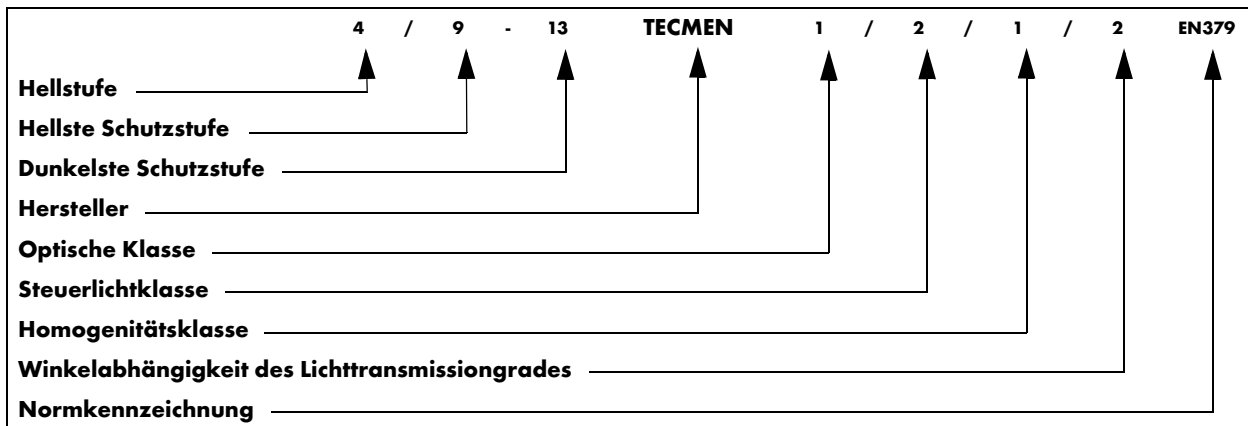 4 / 9 - 13 TECMEN 1 / 2 / 1 / 2 EN379
Hellstufe
Hellste Schutzstufe
Dunkelste Schutzstufe
Hersteller
Optische Klasse
Steuerlichtklasse
Homogenitätsklasse
Winkelabhängigkeit des Lichttransmissiongrades
Normkennzeichnung